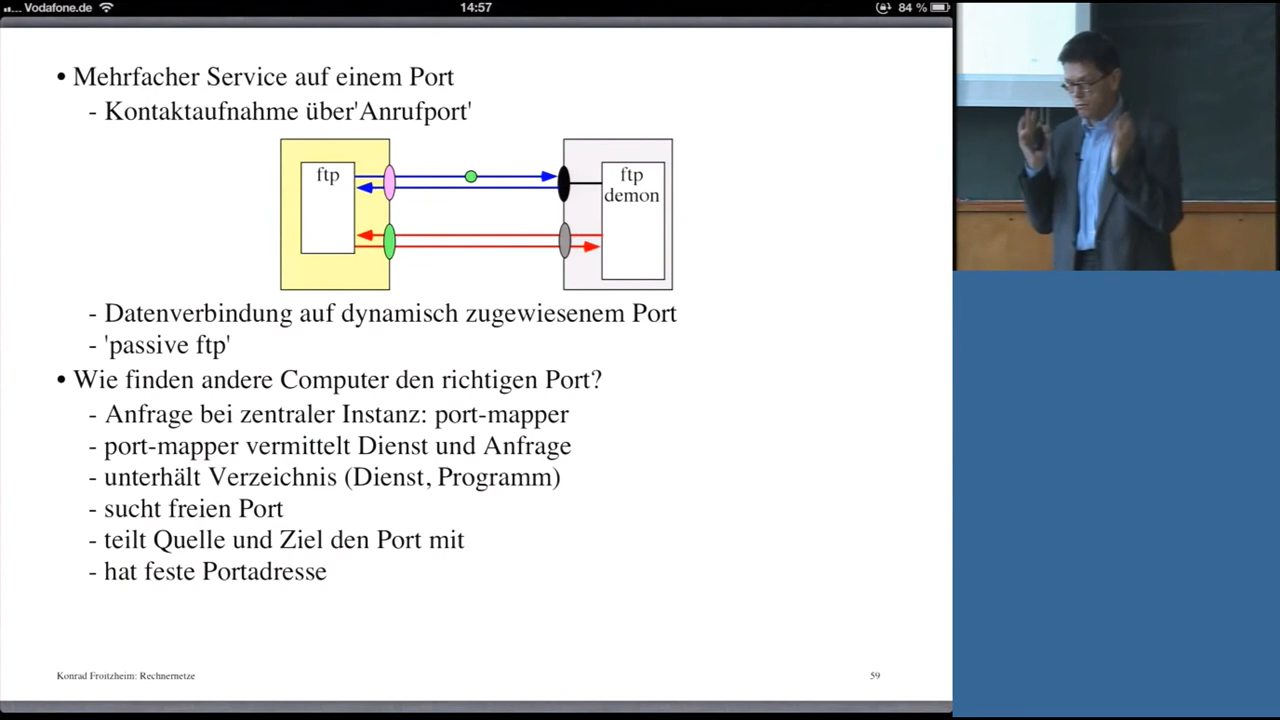 Vodafone.de
14:57
84 %
• Mehrfacher Service auf einem Port
- Kontaktaufnahme über'Anrufport'
ftp
ftp
demon
- Datenverbindung auf dynamisch zugewiesenem Port
- 'passive ftp'
• Wie finden andere Computer den richtigen Port?
- Anfrage bei zentraler Instanz: port-mapper
- port-mapper vermittelt Dienst und Anfrage
- unterhält Verzeichnis (Dienst, Programm)
- sucht freien Port
- teilt Quelle und Ziel den Port mit
- hat feste Portadresse
Konrad Froitzheim: Rechnernetze
59